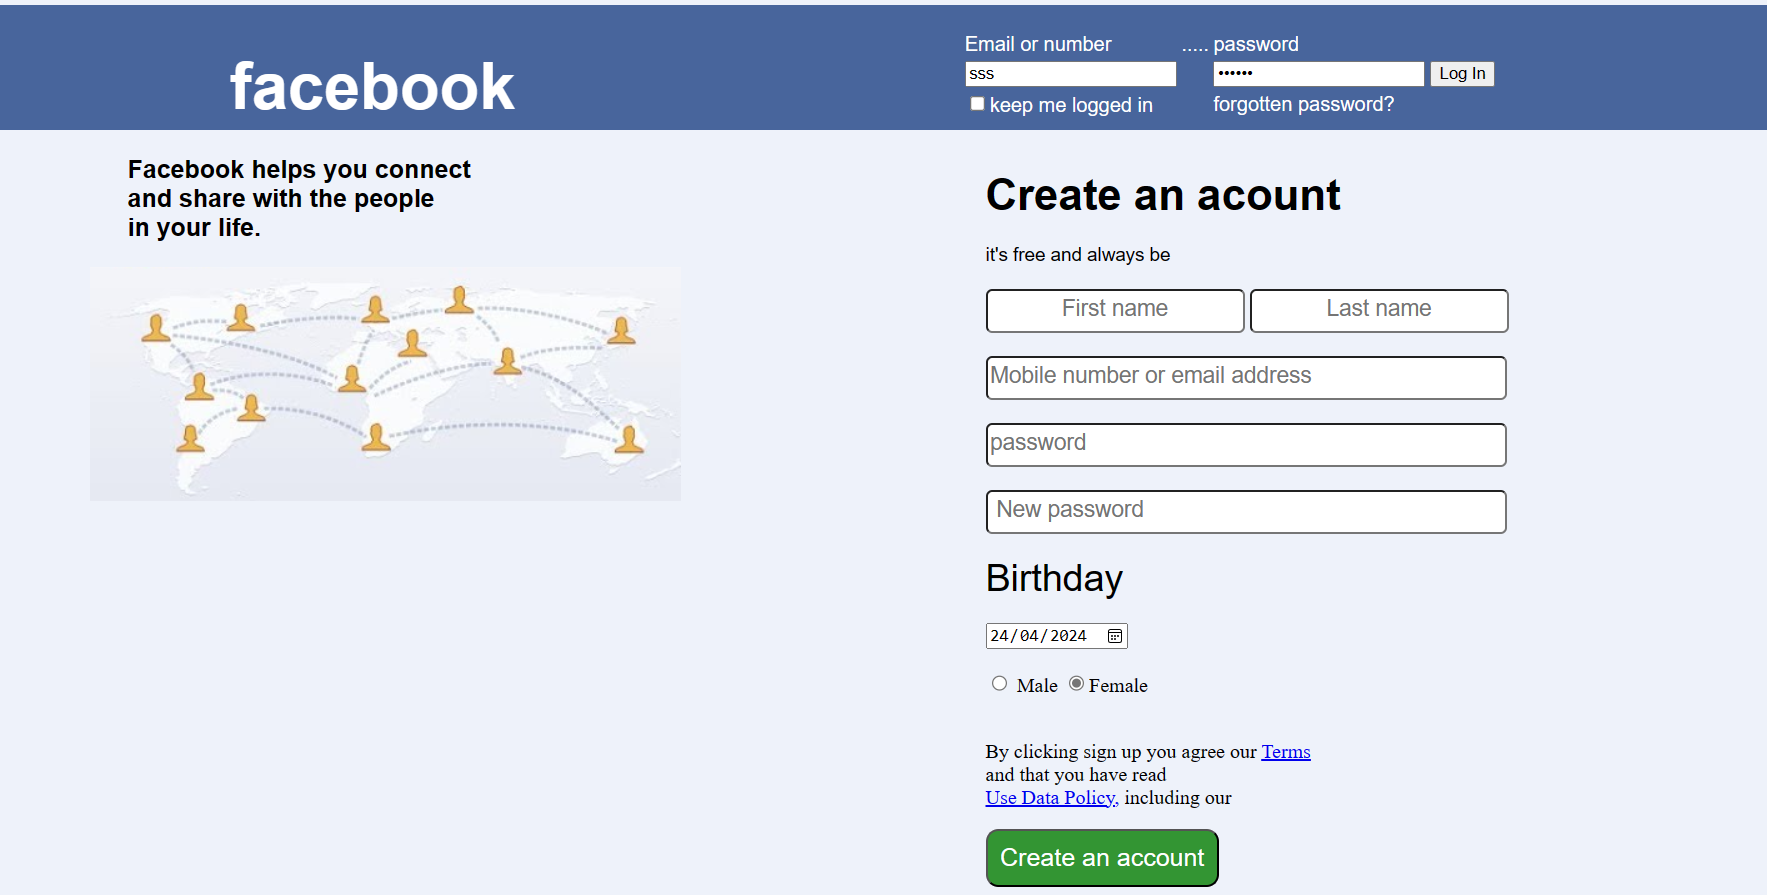 Email or number ..... password
facebook
sss •••••• Log In
keep me logged in forgotten password?
Facebook helps you connect
and share with the people
in your life.
Create an acount
it's free and always be
First name Last name
Mobile number or email address
password
New password
Birthday
24/04/2024
Male Female
By clicking sign up you agree our Terms
and that you have read
Use Data Policy, including our
Create an account